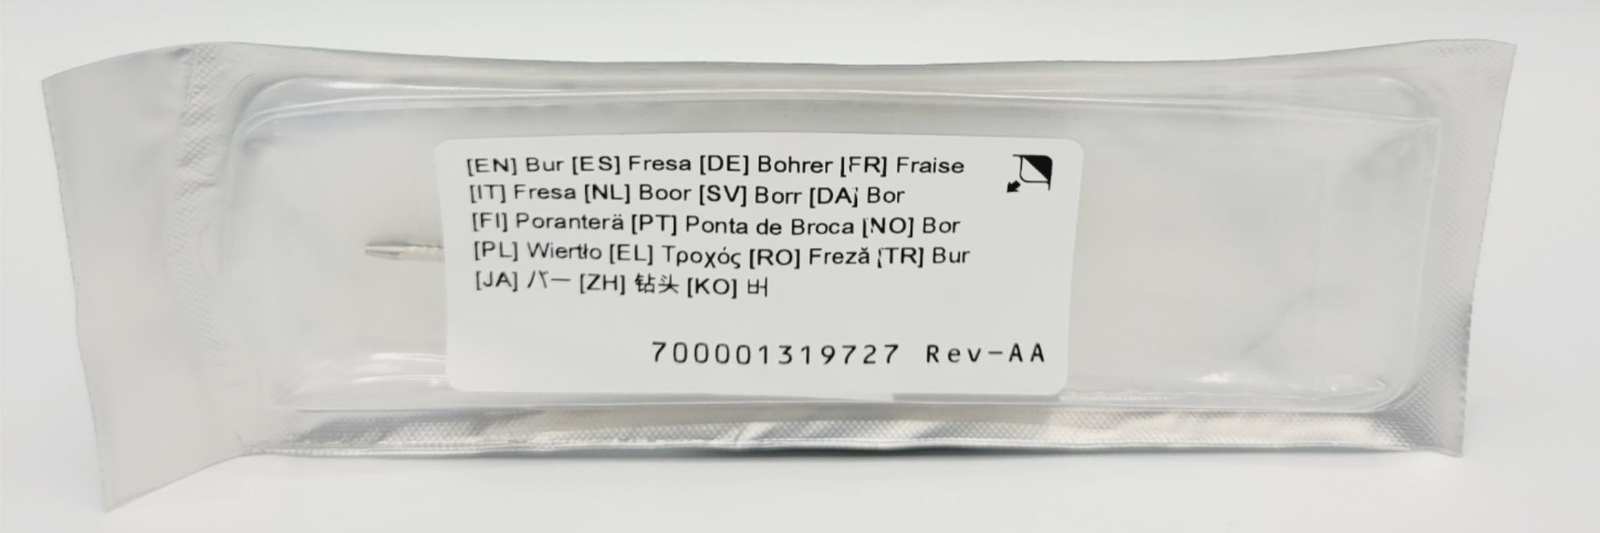 [EN] Bur [ES] Fresa [DE] Bohrer [FR] Fraise
[IT] Fresa [NL] Boor [SV] Borr [DA] Bor
[FI] Poranterä [PT] Ponta de Broca [NO] Bor
[PL] Wiertło [EL] Τροχός [RO] Freză [TR] Bur
[JA] バー [ZH] 钻头 [KO] 버
700001319727 Rev-AA